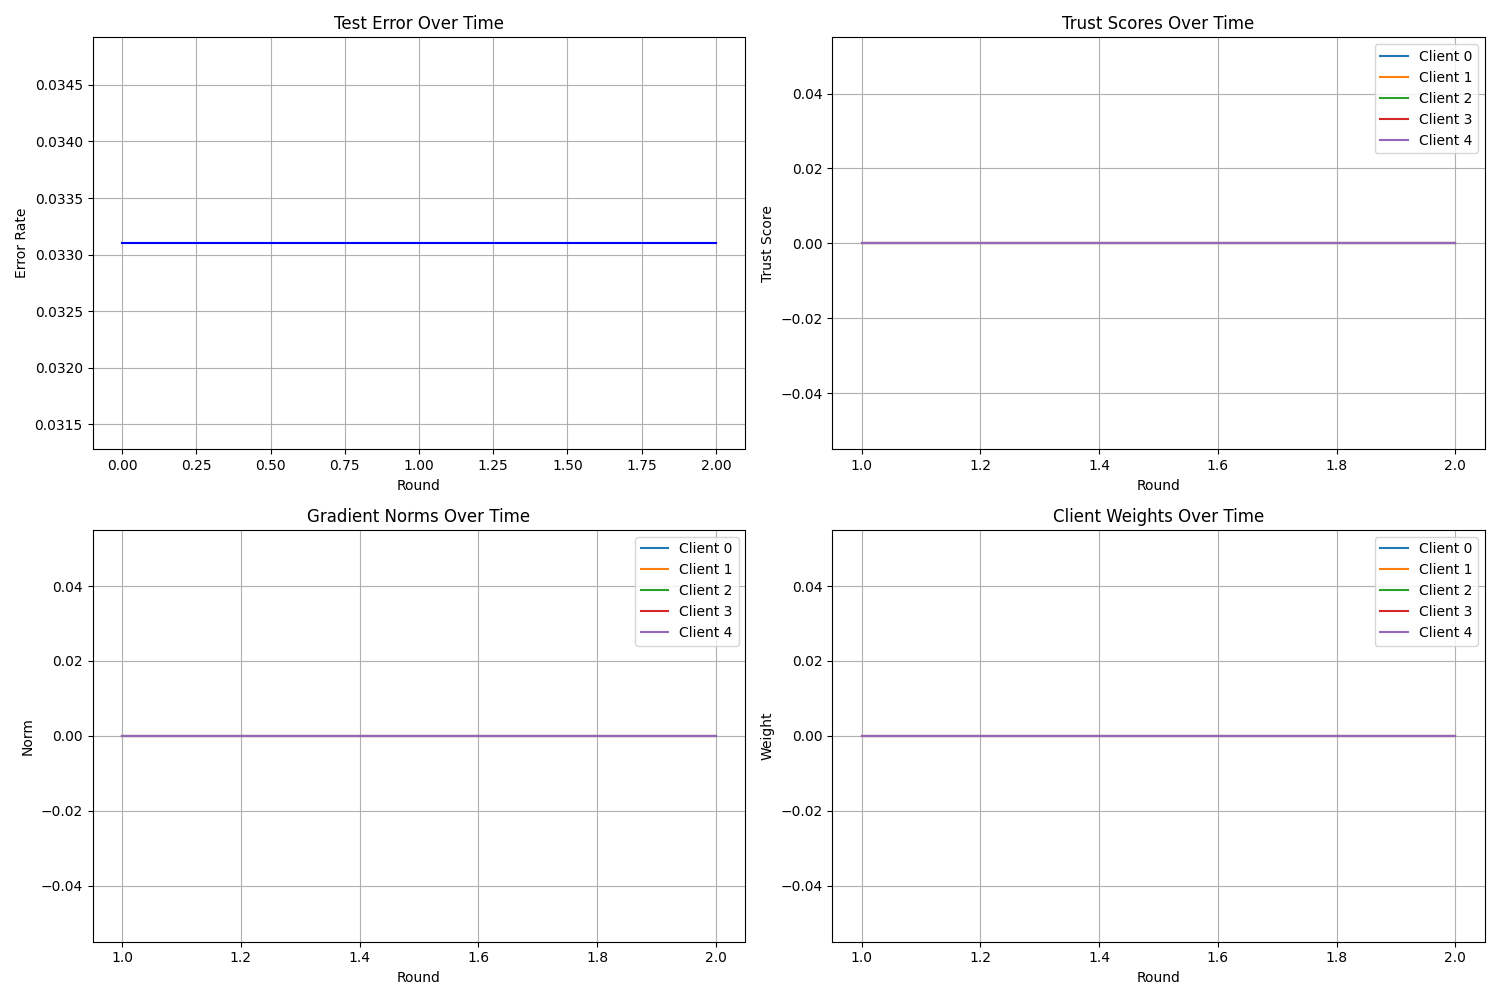 Test Error Over Time
Error Rate
0.0345
0.0340
0.0335
0.0330
0.0325
0.0320
0.0315
0.00 0.25 0.50 0.75 1.00 1.25 1.50 1.75 2.00
Round
Trust Scores Over Time
Trust Score
0.04
0.02
0.00
−0.02
−0.04
Client 0
Client 1
Client 2
Client 3
Client 4
1.0 1.2 1.4 1.6 1.8 2.0
Round
Gradient Norms Over Time
Norm
0.04
0.02
0.00
−0.02
−0.04
Client 0
Client 1
Client 2
Client 3
Client 4
1.0 1.2 1.4 1.6 1.8 2.0
Round
Client Weights Over Time
Weight
0.04
0.02
0.00
−0.02
−0.04
Client 0
Client 1
Client 2
Client 3
Client 4
1.0 1.2 1.4 1.6 1.8 2.0
Round